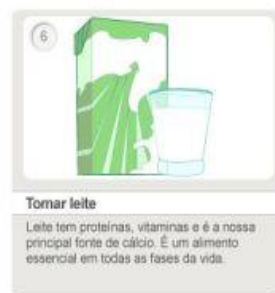 6
Tomar leite
Leite tem proteínas, vitaminas e é a nossa
principal fonte de cálcio. É um alimento
essencial em todas as fases da vida.